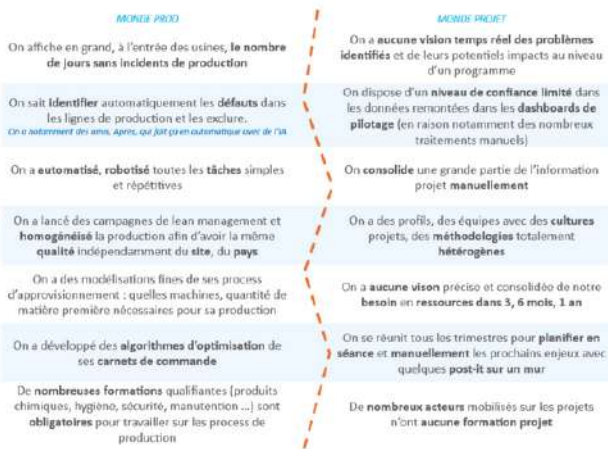 MONDE PROD
On affiche en grand, à l'entrée des usines, le nombre
de jours sans incidents de production
On sait identifier automatiquement les défauts dans
les lignes de production et les exclure.
On a notamment des amis. Après, qui fait ça en automatique avec de l'IA
On a automatisé, robotisé toutes les tâches simples
et répétitives
On a lancé des campagnes de lean management et
homogénéisé la production afin d'avoir la même
qualité indépendamment du site, du pays
On a des modélisations fines de ses process
d'approvisionnement : quelles machines, quantité de
matière première nécessaires pour sa production
On a développé des algorithmes d'optimisation de
ses carnets de commande
De nombreuses formations qualifiantes (produits
chimiques, hygiène, sécurité, manutention ...) sont
obligatoires pour travailler sur les process de
production
MONDE PROJET
On a aucune vision temps réel des problèmes
identifiés et de leurs potentiels impacts au niveau
d'un programme
On dispose d'un niveau de confiance limité dans
les données remontées dans les dashboards de
pilotage (en raison notamment des nombreux
traitements manuels)
On consolide une grande partie de l'information
projet manuellement
On a des profils, des équipes avec des cultures
projets, des méthodologies totalement
hétérogènes
On a aucune vison précise et consolidée de notre
besoin en ressources dans 3, 6 mois, 1 an
On se réunit tous les trimestres pour planifier en
séance et manuellement les prochains enjeux avec
quelques post-it sur un mur
De nombreux acteurs mobilisés sur les projets
n'ont aucune formation projet